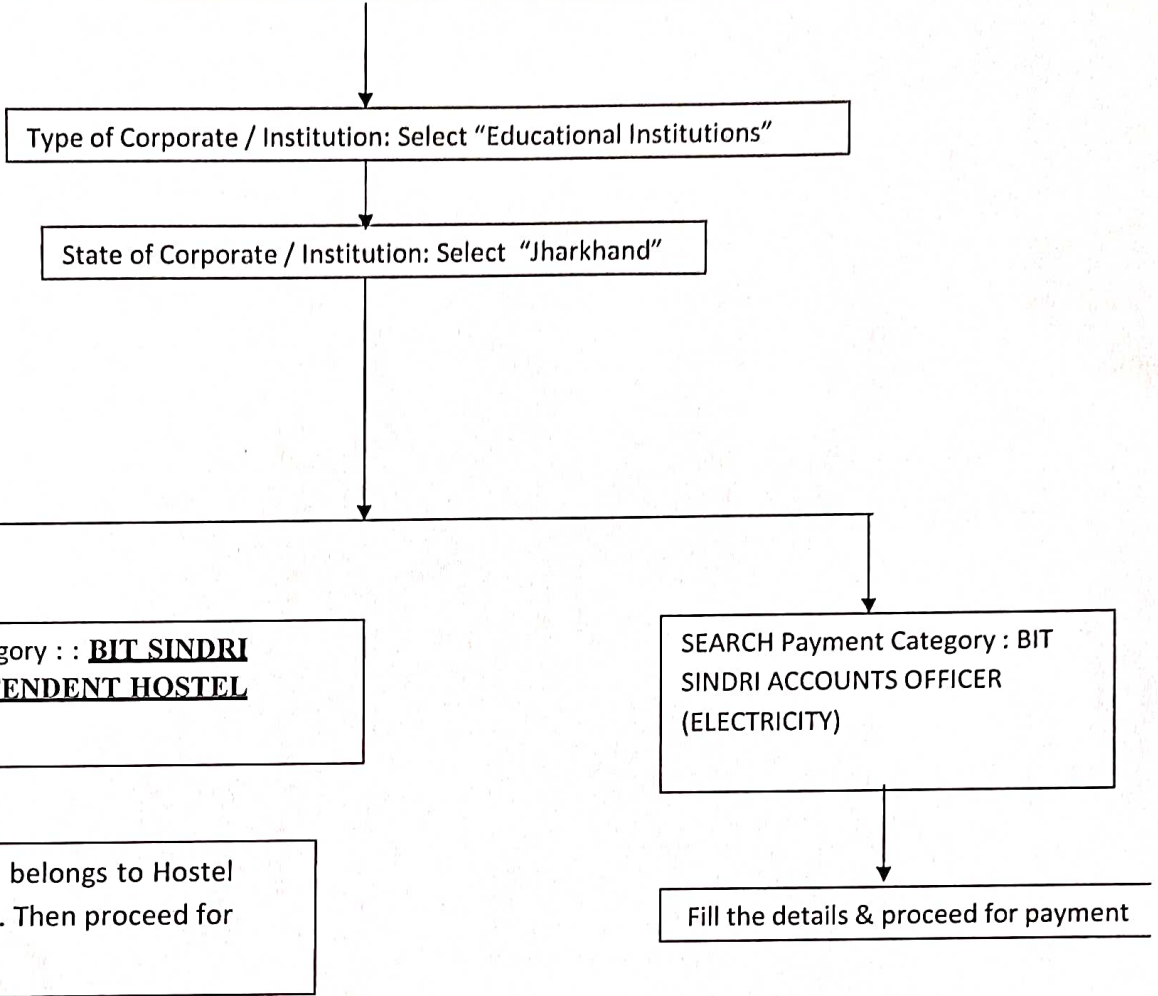 Type of Corporate / Institution: Select “Educational Institutions”
State of Corporate / Institution: Select  “Jharkhand”
gory : : BIT SINDRI
ENDENT HOSTEL
SEARCH Payment Category : BIT
SINDRI ACCOUNTS OFFICER
(ELECTRICITY)
belongs to Hostel
. Then proceed for
Fill the details & proceed for payment